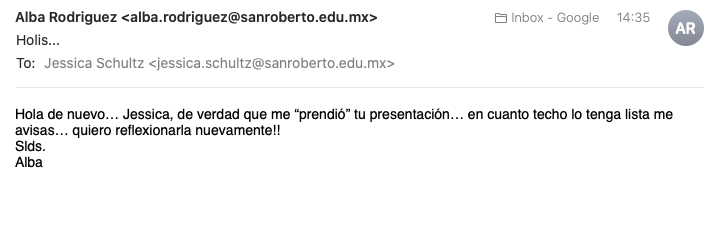 Alba Rodriguez <alba.rodriguez@sanroberto.edu.mx>
Inbox - Google
14:35
AR
Holis...
To: Jessica Schultz <jessica.schultz@sanroberto.edu.mx>
Hola de nuevo… Jessica, de verdad que me “prendió” tu presentación… en cuanto techo lo tenga lista me
avisas… quiero reflexionarla nuevamente!!
Slds.
Alba